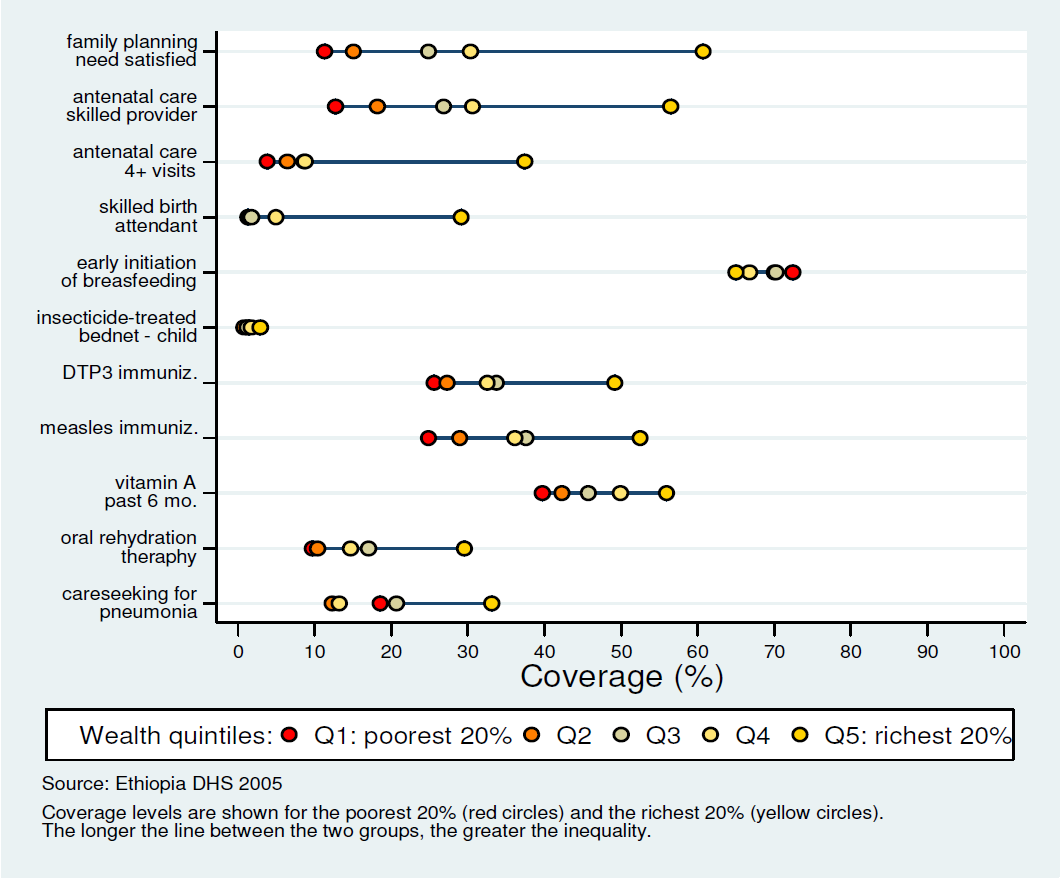 family planning
need satisfied
antenatal care
skilled provider
antenatal care
4+ visits
skilled birth
attendant
early initiation
of breasfeeding
insecticide-treated
bednet - child
DTP3 immuniz.
measles immuniz.
vitamin A
past 6 mo.
oral rehydration
theraphy
careseeking for
pneumonia
0 10 20 30 40 50 60 70 80 90 100
Coverage (%)
Wealth quintiles: Q1: poorest 20% Q2 Q3 Q4 Q5: richest 20%
Source: Ethiopia DHS 2005
Coverage levels are shown for the poorest 20% (red circles) and the richest 20% (yellow circles).
The longer the line between the two groups, the greater the inequality.